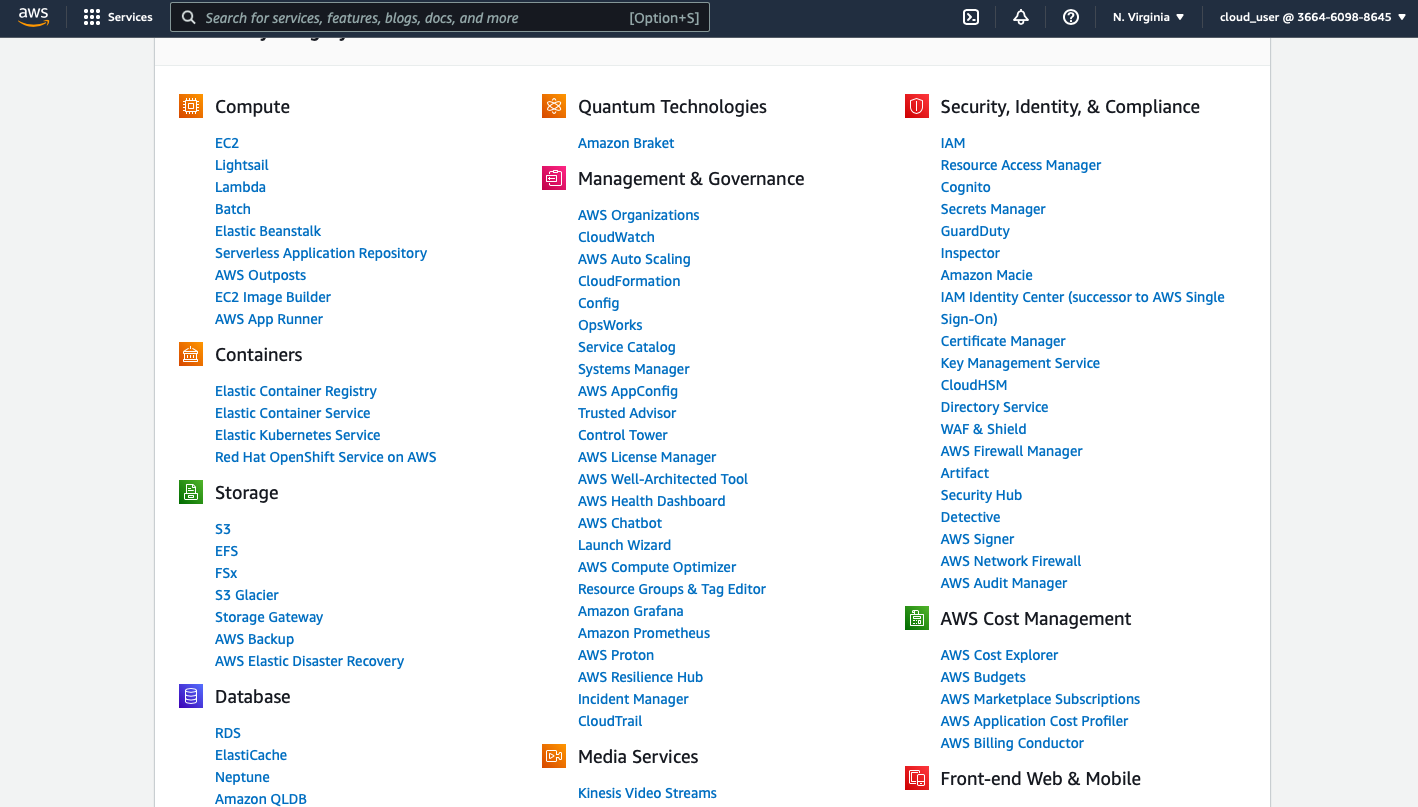 aws
Services
Search for services, features, blogs, docs, and more
[Option+S]
N. Virginia
cloud_user @ 3664-6098-8645
Compute
EC2
Lightsail
Lambda
Batch
Elastic Beanstalk
Serverless Application Repository
AWS Outposts
EC2 Image Builder
AWS App Runner
Containers
Elastic Container Registry
Elastic Container Service
Elastic Kubernetes Service
Red Hat OpenShift Service on AWS
Storage
S3
EFS
FSx
S3 Glacier
Storage Gateway
AWS Backup
AWS Elastic Disaster Recovery
Database
RDS
ElastiCache
Neptune
Amazon QLDB
Quantum Technologies
Amazon Braket
Management & Governance
AWS Organizations
CloudWatch
AWS Auto Scaling
CloudFormation
Config
OpsWorks
Service Catalog
Systems Manager
AWS AppConfig
Trusted Advisor
Control Tower
AWS License Manager
AWS Well-Architected Tool
AWS Health Dashboard
AWS Chatbot
Launch Wizard
AWS Compute Optimizer
Resource Groups & Tag Editor
Amazon Grafana
Amazon Prometheus
AWS Proton
AWS Resilience Hub
Incident Manager
CloudTrail
Media Services
Kinesis Video Streams
Security, Identity, & Compliance
IAM
Resource Access Manager
Cognito
Secrets Manager
GuardDuty
Inspector
Amazon Macie
IAM Identity Center (successor to AWS Single
Sign-On)
Certificate Manager
Key Management Service
CloudHSM
Directory Service
WAF & Shield
AWS Firewall Manager
Artifact
Security Hub
Detective
AWS Signer
AWS Network Firewall
AWS Audit Manager
AWS Cost Management
AWS Cost Explorer
AWS Budgets
AWS Marketplace Subscriptions
AWS Application Cost Profiler
AWS Billing Conductor
Front-end Web & Mobile